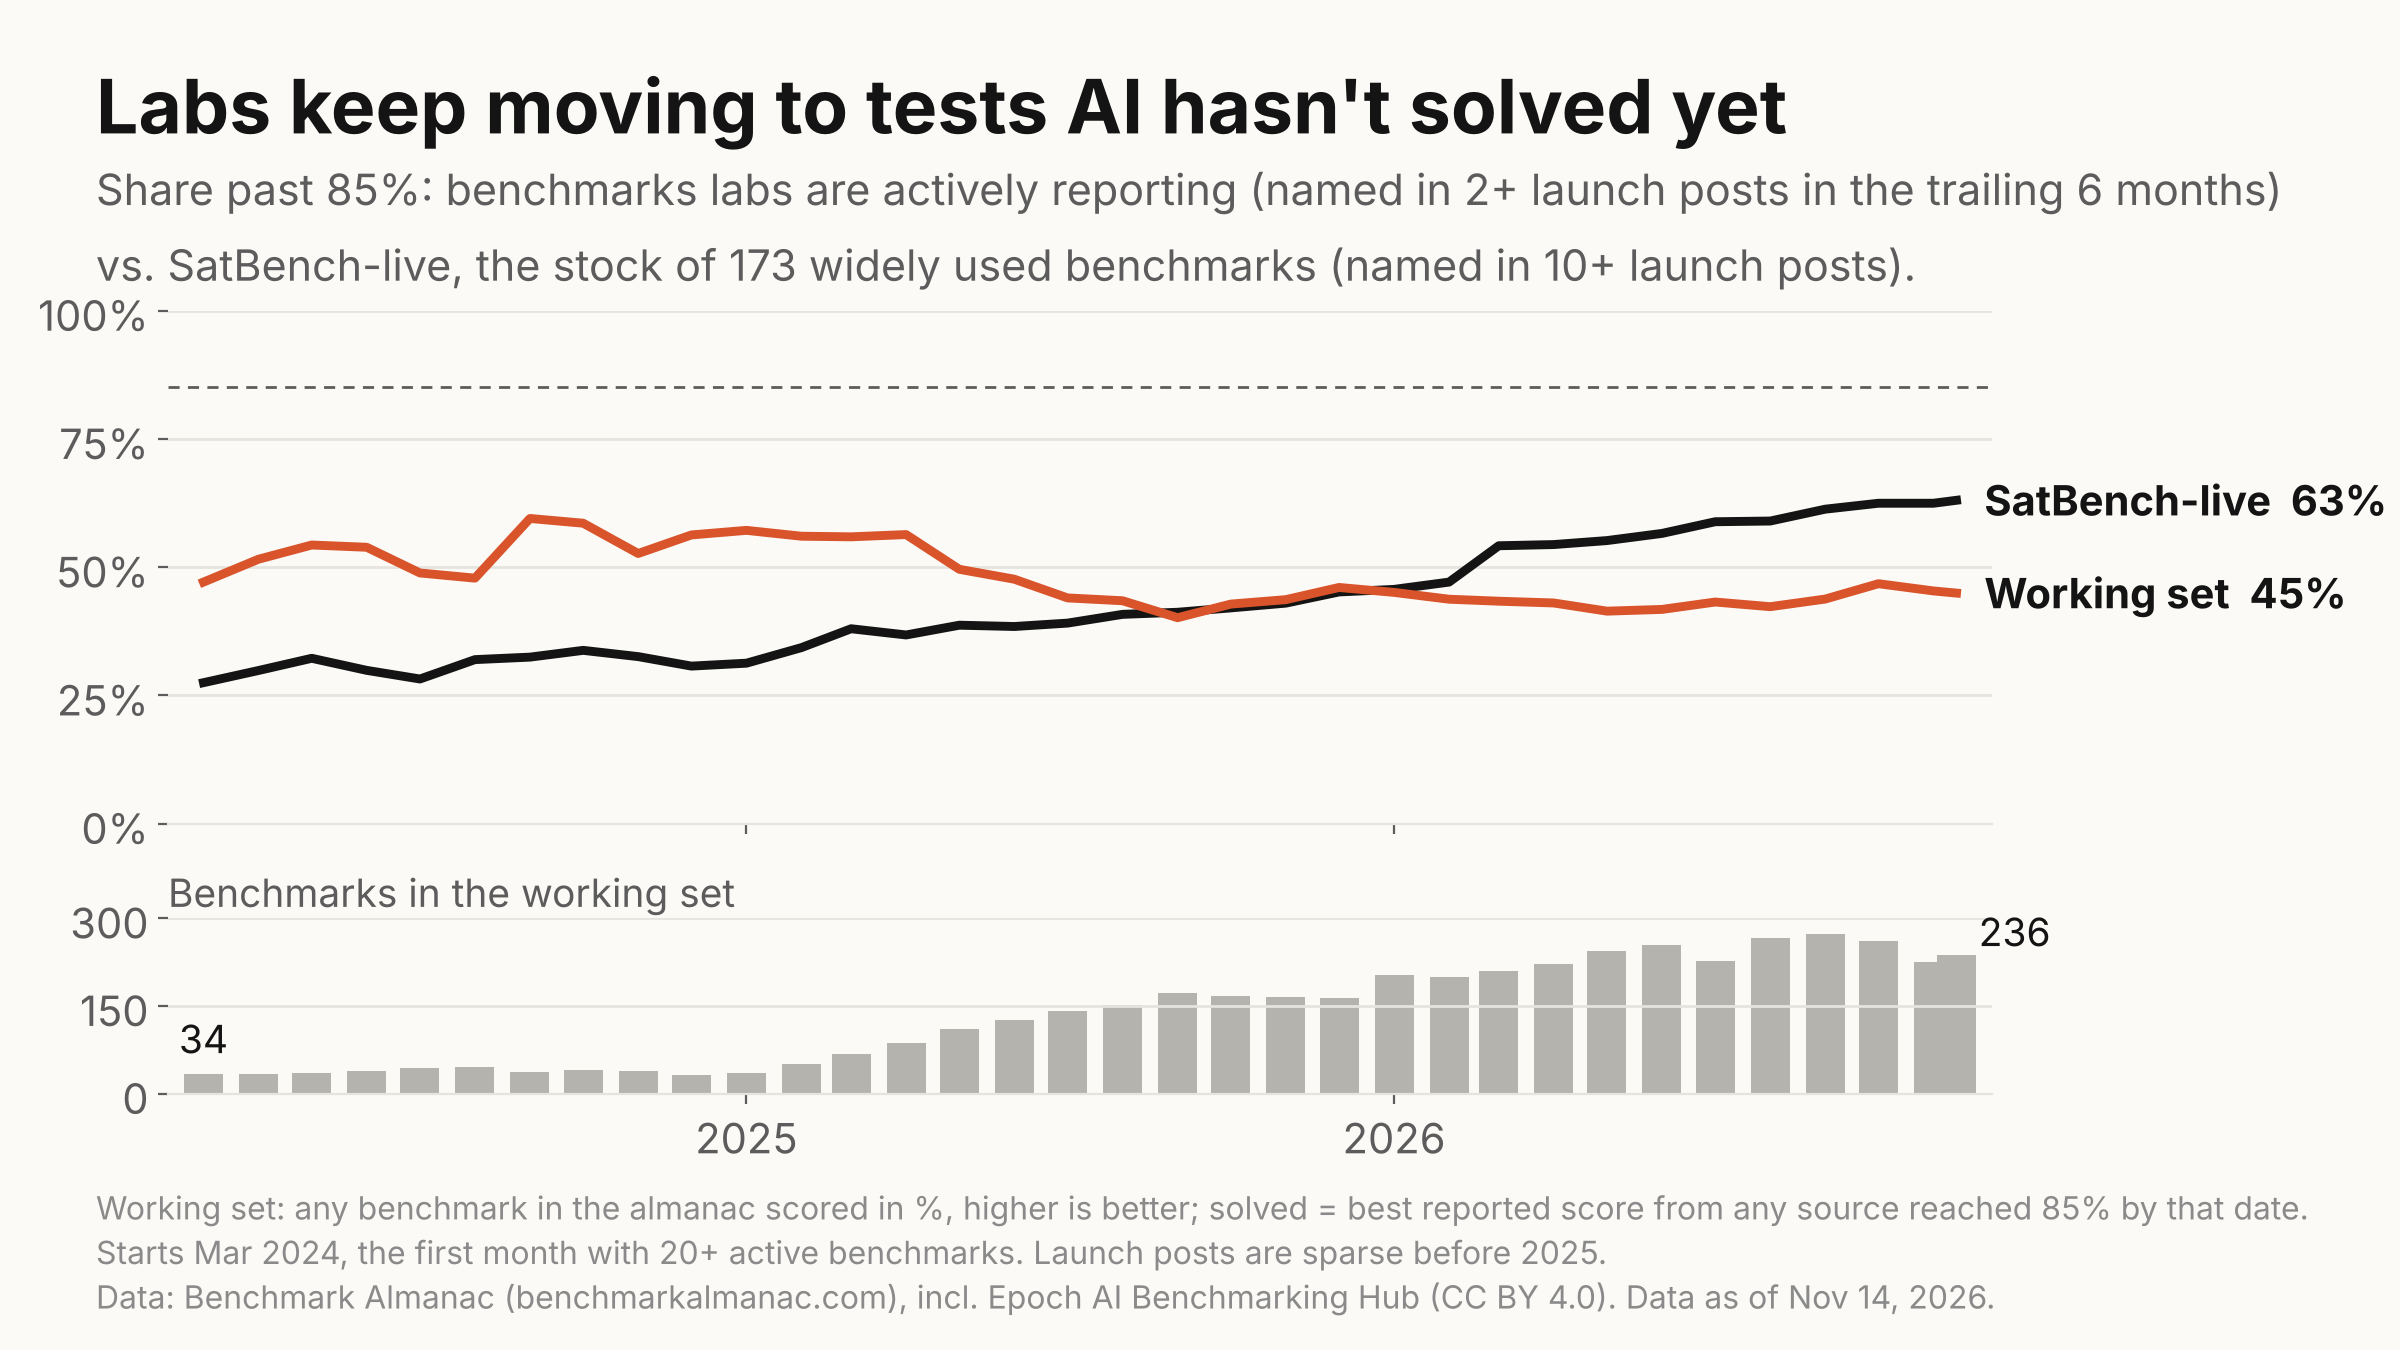 Labs keep moving to tests AI hasn't solved yet
Share past 85%: benchmarks labs are actively reporting (named in 2+ launch posts in the trailing 6 months)
vs. SatBench-live, the stock of 173 widely used benchmarks (named in 10+ launch posts).
100%
75%
SatBench-live 63%
50%
Working set 45%
25%
0%
Benchmarks in the working set
300
236
150
34
0
2025 2026
Working set: any benchmark in the almanac scored in %, higher is better; solved = best reported score from any source reached 85% by that date.
Starts Mar 2024, the first month with 20+ active benchmarks. Launch posts are sparse before 2025.
Data: Benchmark Almanac (benchmarkalmanac.com), incl. Epoch AI Benchmarking Hub (CC BY 4.0). Data as of Nov 14, 2026.